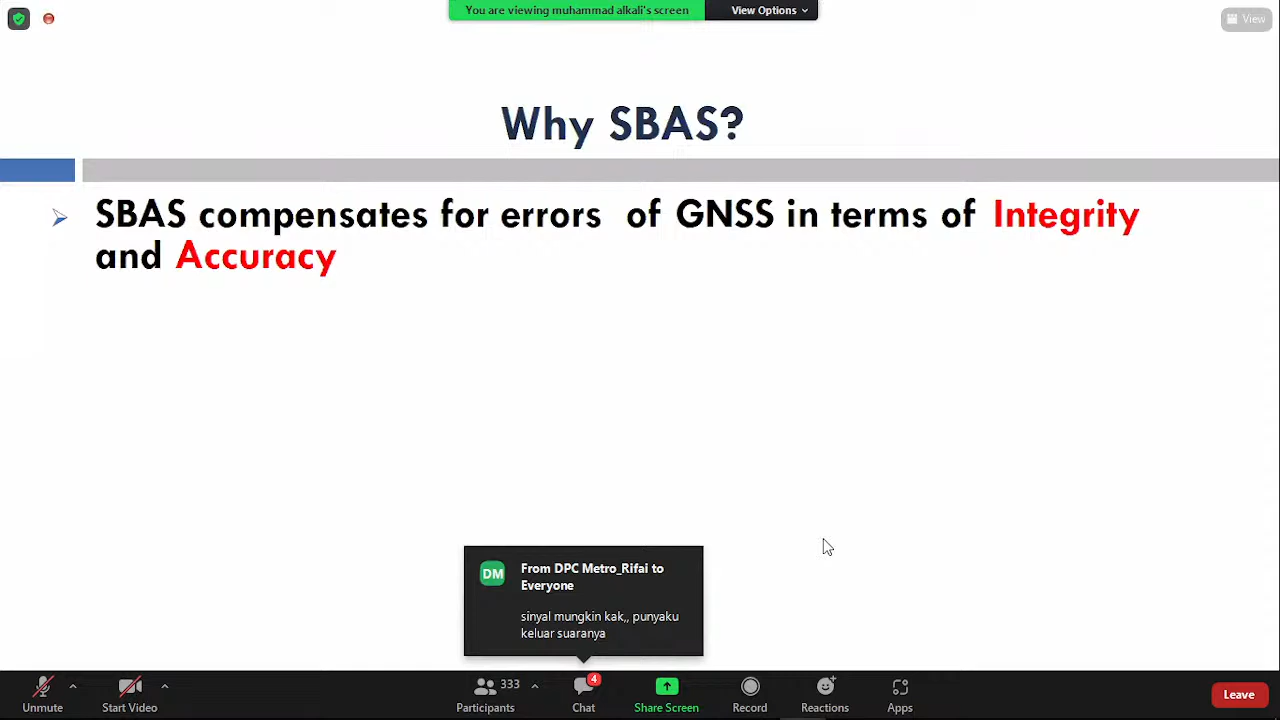 You are viewing muhammad alkali's screen
View Options
View
Why SBAS?
SBAS compensates for errors of GNSS in terms of Integrity
and Accuracy
DM
From DPC Metro_Rifai to
Everyone
sinyal mungkin kak,, punyaku
keluar suaranya
333
4
Unmute
Start Video
Participants
Chat
Share Screen
Record
Reactions
Apps
Leave